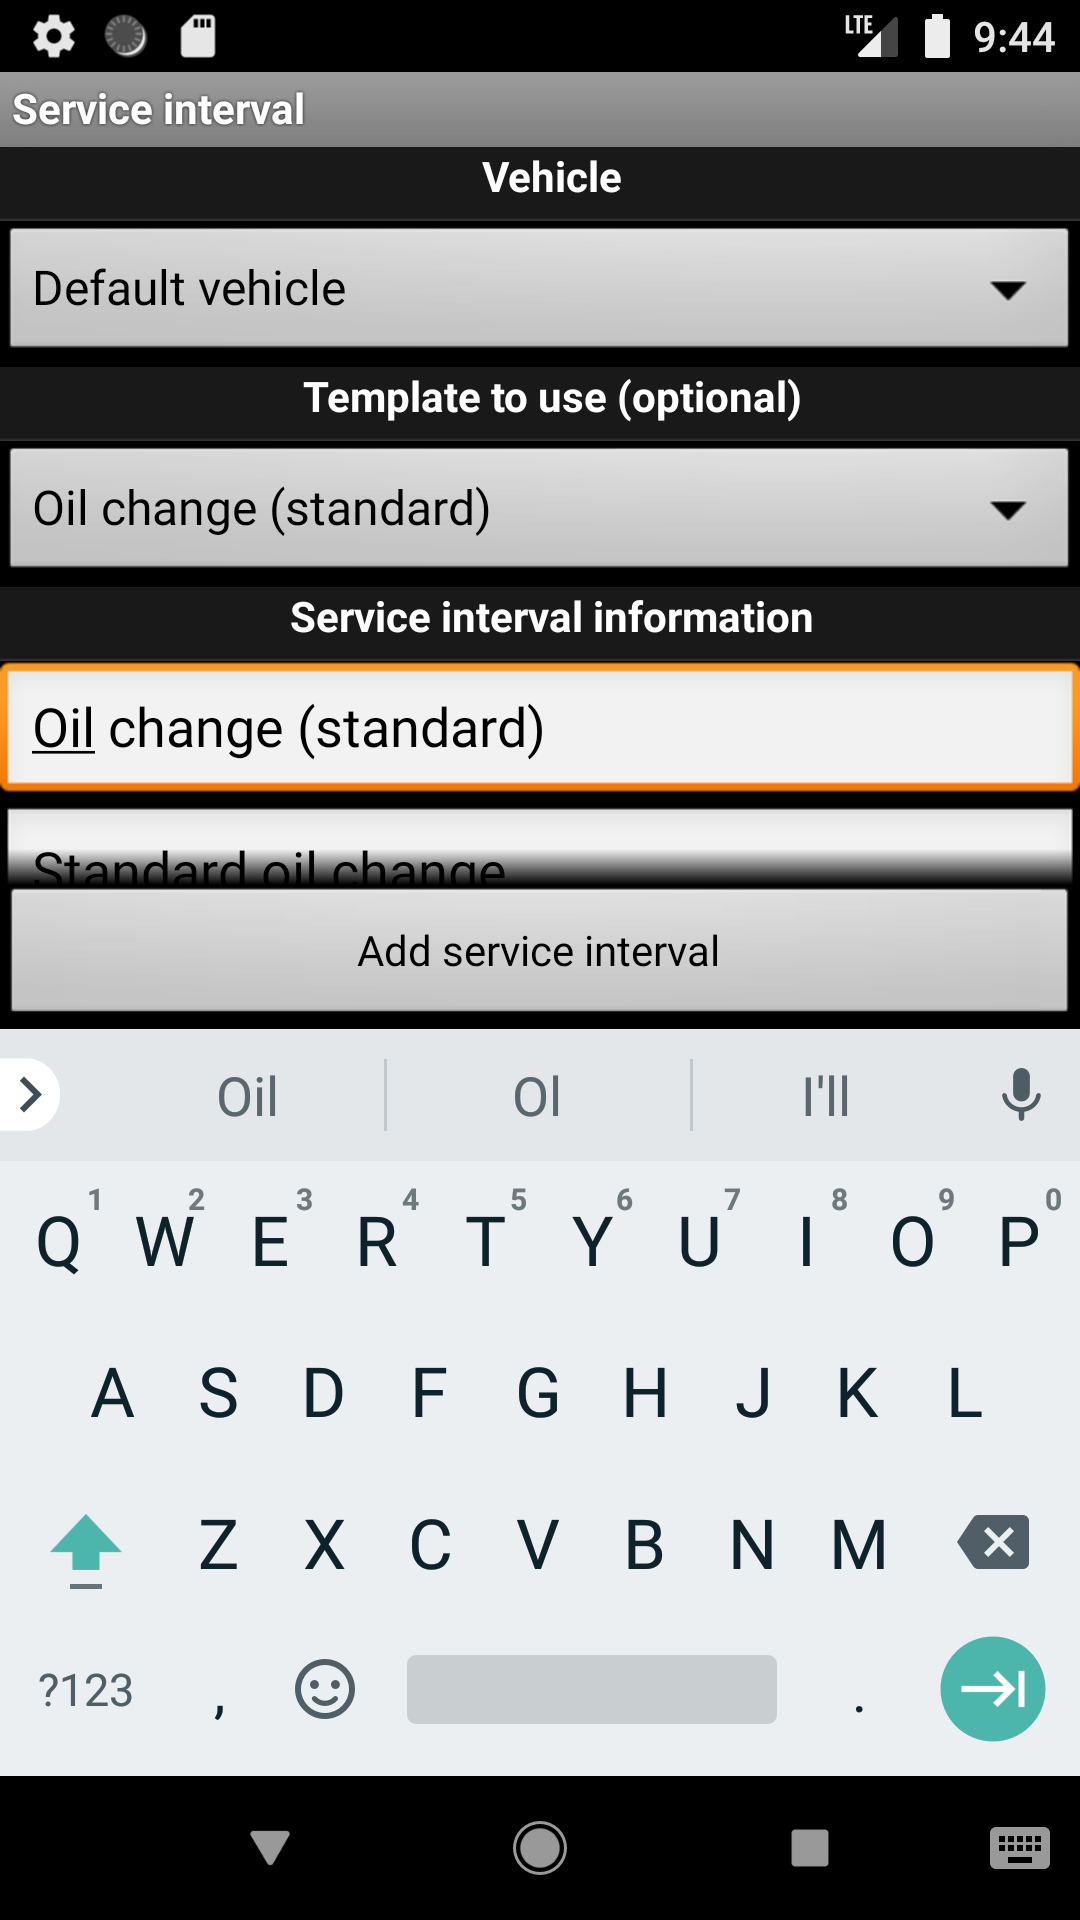 LTE 9:44
Service interval
Vehicle
Default vehicle
Template to use (optional)
Oil change (standard)
Service interval information
Oil change (standard)
Standard oil change
Add service interval
Oil Ol I'll
1 2 3 4 5 6 7 8 9 0
Q W E R T Y U I O P
A S D F G H J K L
Z X C V B N M
?123 , .